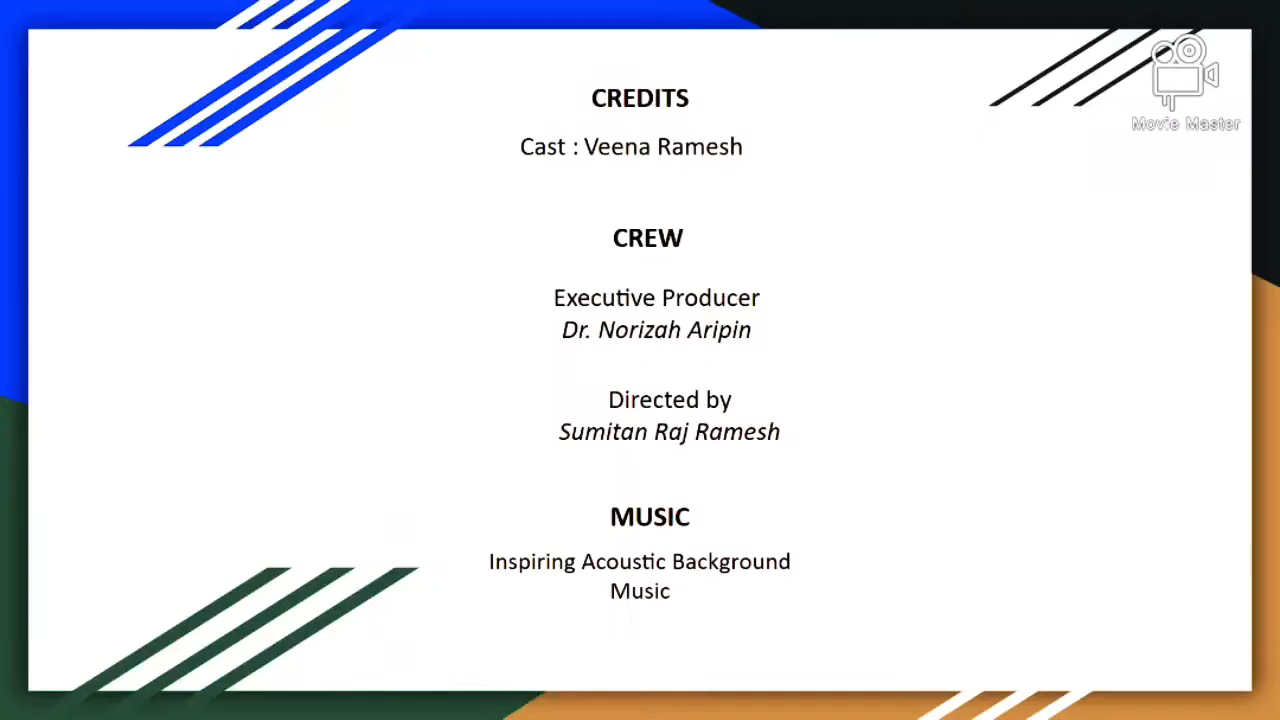 CREDITS
Cast : Veena Ramesh
CREW
Executive Producer
Dr. Norizah Aripin
Directed by
Sumitan Raj Ramesh
MUSIC
Inspiring Acoustic Background
Music
Movie Master